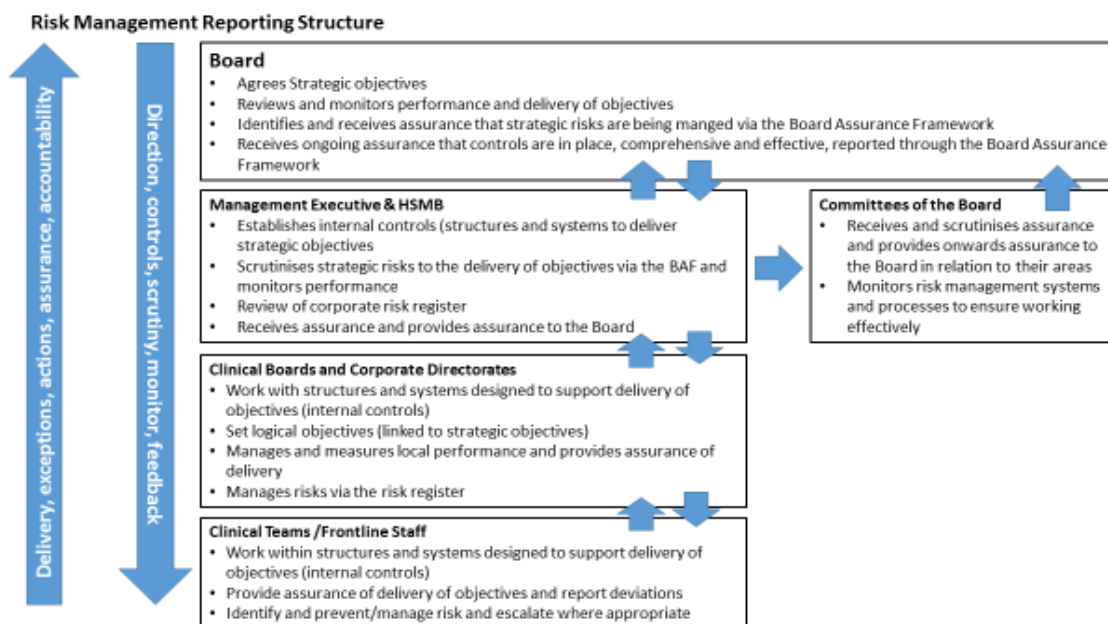 Risk Management Reporting Structure
Delivery, exceptions, actions, assurance, accountability
Direction, controls, scrutiny, monitor, feedback
Board
• Agrees Strategic objectives
• Reviews and monitors performance and delivery of objectives
• Identifies and receives assurance that strategic risks are being manged via the Board Assurance Framework
• Receives ongoing assurance that controls are in place, comprehensive and effective, reported through the Board Assurance
Framework
Management Executive & HSMB
• Establishes internal controls (structures and systems to deliver
strategic objectives
• Scrutinises strategic risks to the delivery of objectives via the BAF and
monitors performance
• Review of corporate risk register
• Receives assurance and provides assurance to the Board
Committees of the Board
• Receives and scrutinises assurance
and provides onwards assurance to
the Board in relation to their areas
• Monitors risk management systems
and processes to ensure working
effectively
Clinical Boards and Corporate Directorates
• Work with structures and systems designed to support delivery of
objectives (internal controls)
• Set logical objectives (linked to strategic objectives)
• Manages and measures local performance and provides assurance of
delivery
• Manages risks via the risk register
Clinical Teams /Frontline Staff
• Work within structures and systems designed to support delivery of
objectives (internal controls)
• Provide assurance of delivery of objectives and report deviations
• Identify and prevent/manage risk and escalate where appropriate